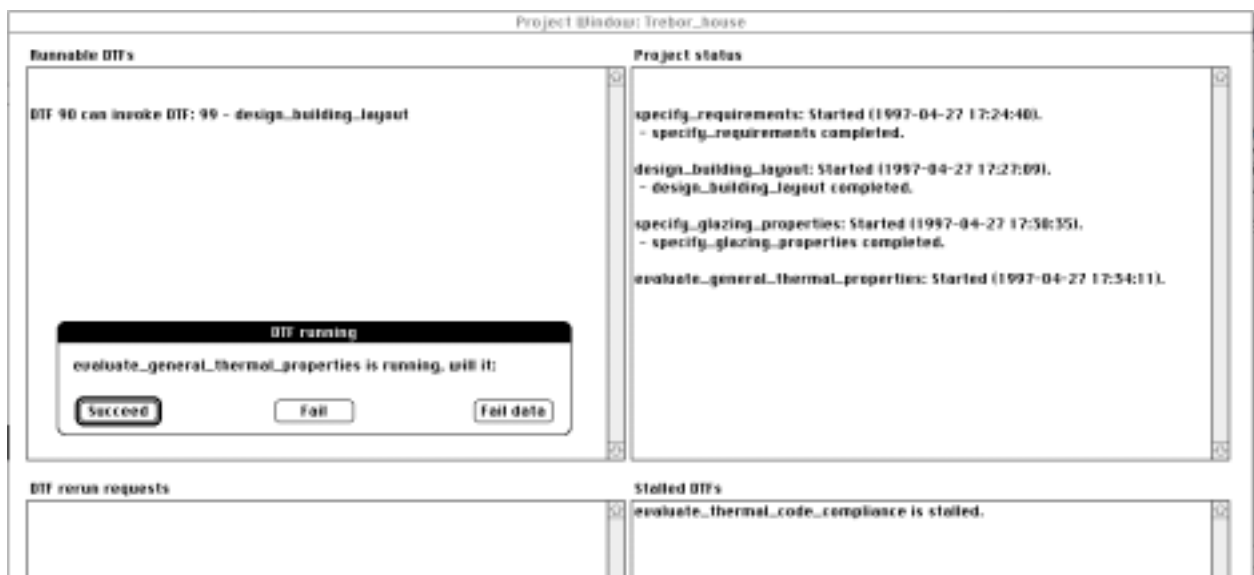 Project Window: Trebor_house
Runnable DTFs
DTF 90 can invoke DTF: 99 - design_building_layout
DTF running
evaluate_general_thermal_properties is running, will it:
Succeed
Fail
Fail data
Project status
specify_requirements: Started (1997-04-27 17:24:40).
- specify_requirements completed.
design_building_layout: Started (1997-04-27 17:27:09).
- design_building_layout completed.
specify_glazing_properties: Started (1997-04-27 17:30:35).
- specify_glazing_properties completed.
evaluate_general_thermal_properties: Started (1997-04-27 17:34:11).
DTF rerun requests
Stalled DTFs
evaluate_thermal_code_compliance is stalled.